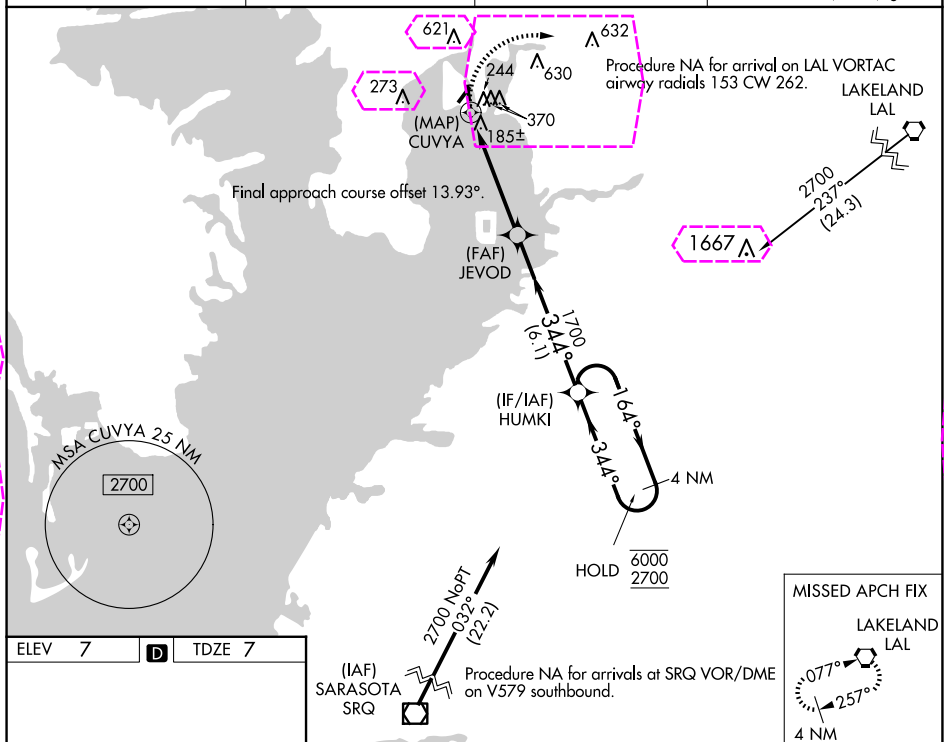 621
632
630
Procedure NA for arrival on LAL VORTAC
airway radials 153 CW 262.
244
273
370
LAKELAND
LAL
(MAP)
CUVYA
185±
2700
237°
(24.3)
Final approach course offset 13.93°.
1667
(FAF)
JEVOD
1700
344°
(6.1)
(IF/IAF)
HUMKI
164°
344°
4 NM
MSA CUVYA 25 NM
2700
HOLD
6000
2700
2700 NoPT
032°
(22.2)
MISSED APCH FIX
LAKELAND
LAL
077°
257°
4 NM
ELEV 7 D TDZE 7
(IAF)
SARASOTA
SRQ
Procedure NA for arrivals at SRQ VOR/DME
on V579 southbound.